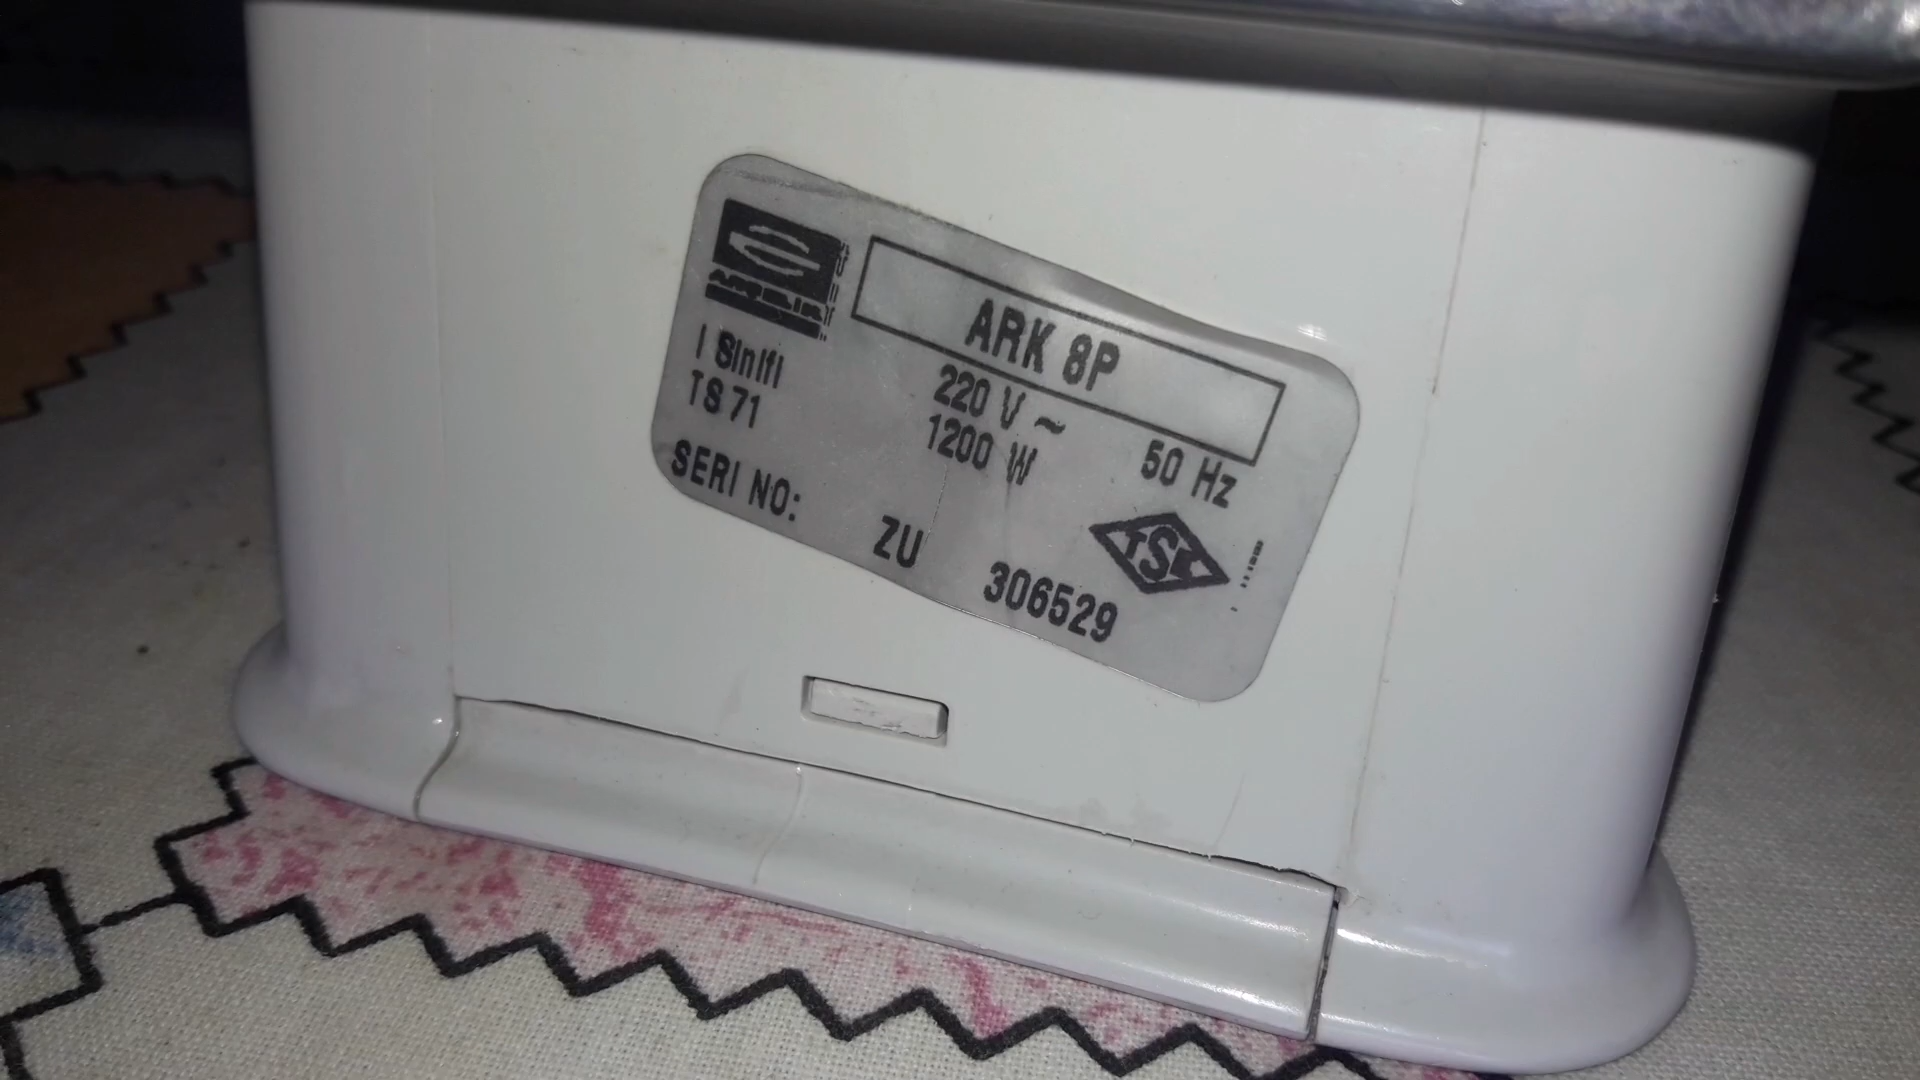 ARK 8P
I Sınıfı
TS 71
220 V ~ 50 Hz
1200 W
TSE
SERI NO: ZU 306529